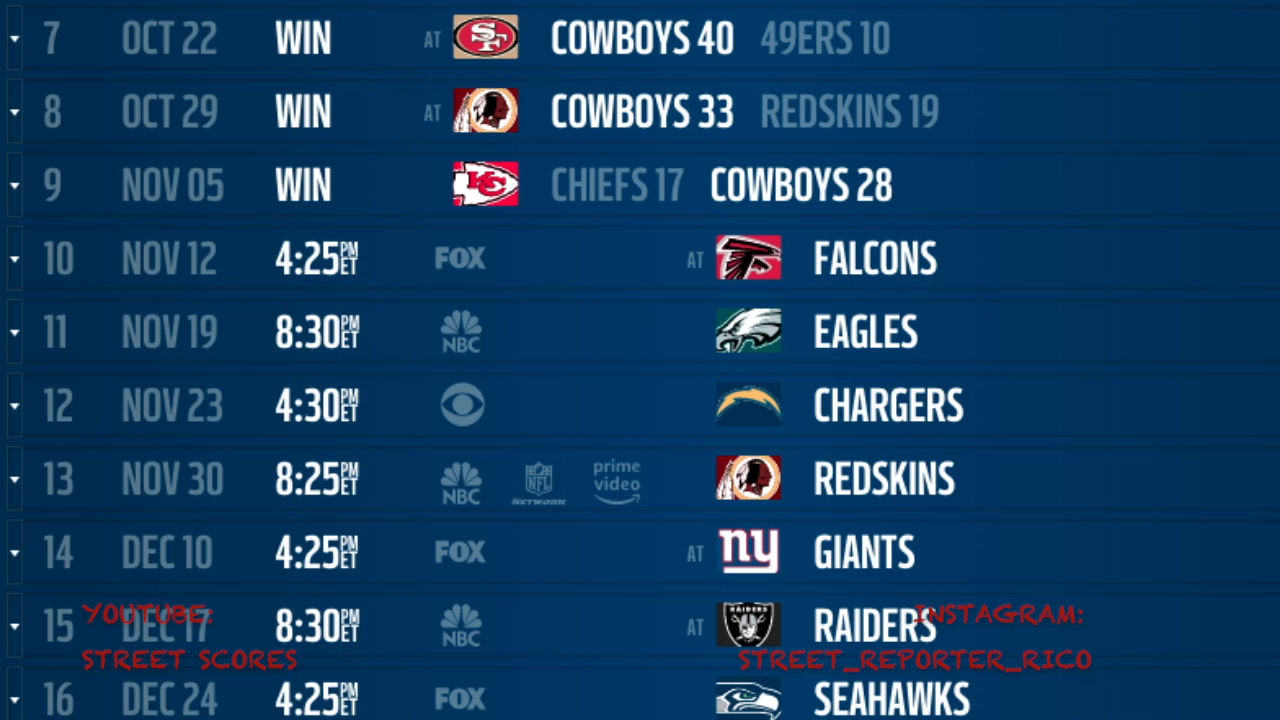 7 OCT 22 WIN AT SF COWBOYS 40 49ERS 10
8 OCT 29 WIN AT COWBOYS 33 REDSKINS 19
9 NOV 05 WIN KC CHIEFS 17 COWBOYS 28
10 NOV 12 4:25 PM ET FOX AT FALCONS
11 NOV 19 8:30 PM ET NBC EAGLES
12 NOV 23 4:30 PM ET CHARGERS
13 NOV 30 8:25 PM ET NBC NFL NETWORK prime video REDSKINS
14 DEC 10 4:25 PM ET FOX AT ny GIANTS
15 DEC 17 8:30 PM ET NBC AT RAIDERS RAIDERS
YOUTUBE: INSTAGRAM:
STREET SCORES STREET_REPORTER_RICO
16 DEC 24 4:25 PM ET FOX SEAHAWKS